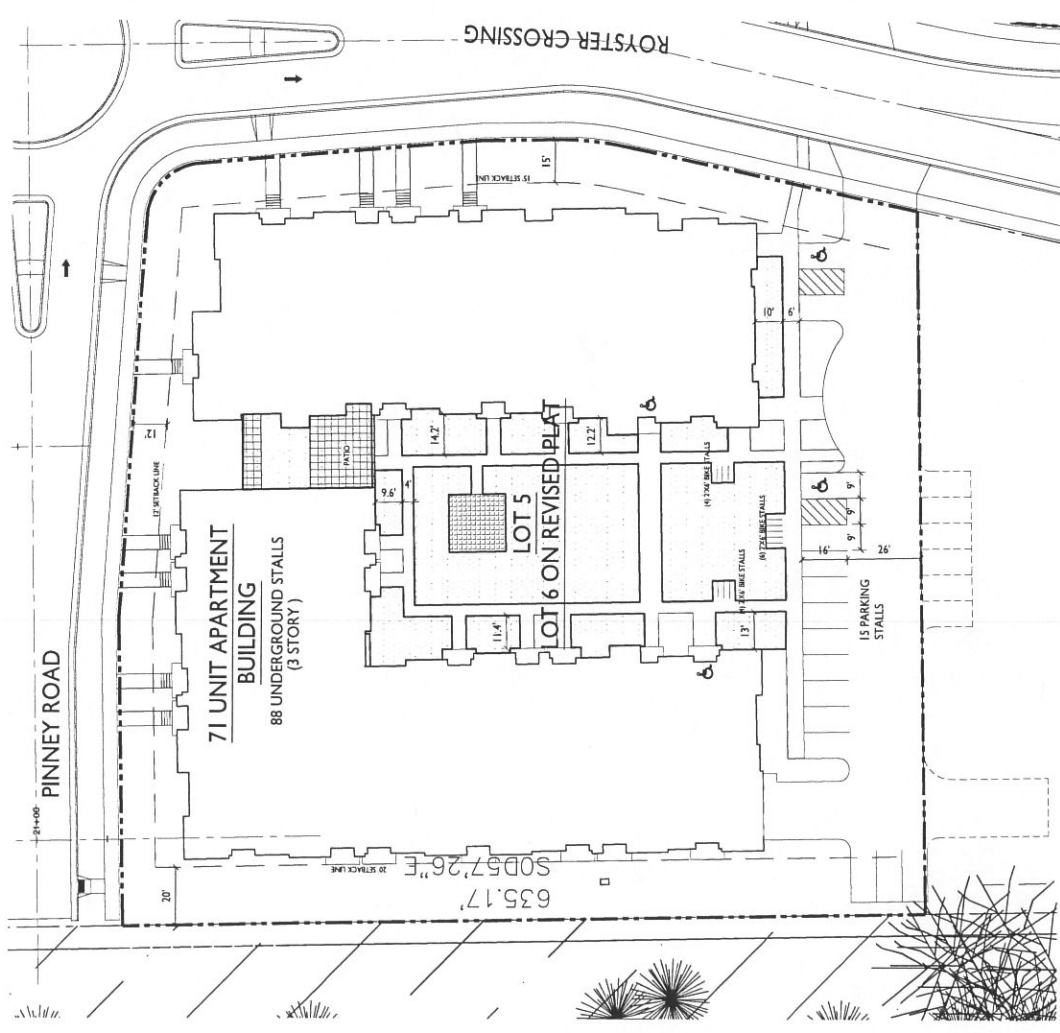 ROYSTER CROSSING
15'
15' SETBACK LINE
10'
6'
12'
12' SETBACK LINE
PATIO
14.2'
12.2'
9.6'
4'
(4) 2'X6' BIKE STALLS
9'
9'
9'
LOT 5
LOT 6 ON REVISED PLAT
(6) 2'X6' BIKE STALLS
16'
26'
71 UNIT APARTMENT
BUILDING
88 UNDERGROUND STALLS
(3 STORY )
(4) 2'X6' BIKE STALLS
11.4'
13'
15 PARKING
STALLS
PINNEY ROAD
21+00
20 SETBACK LINE
20'
S0D57'26"E
635.17'